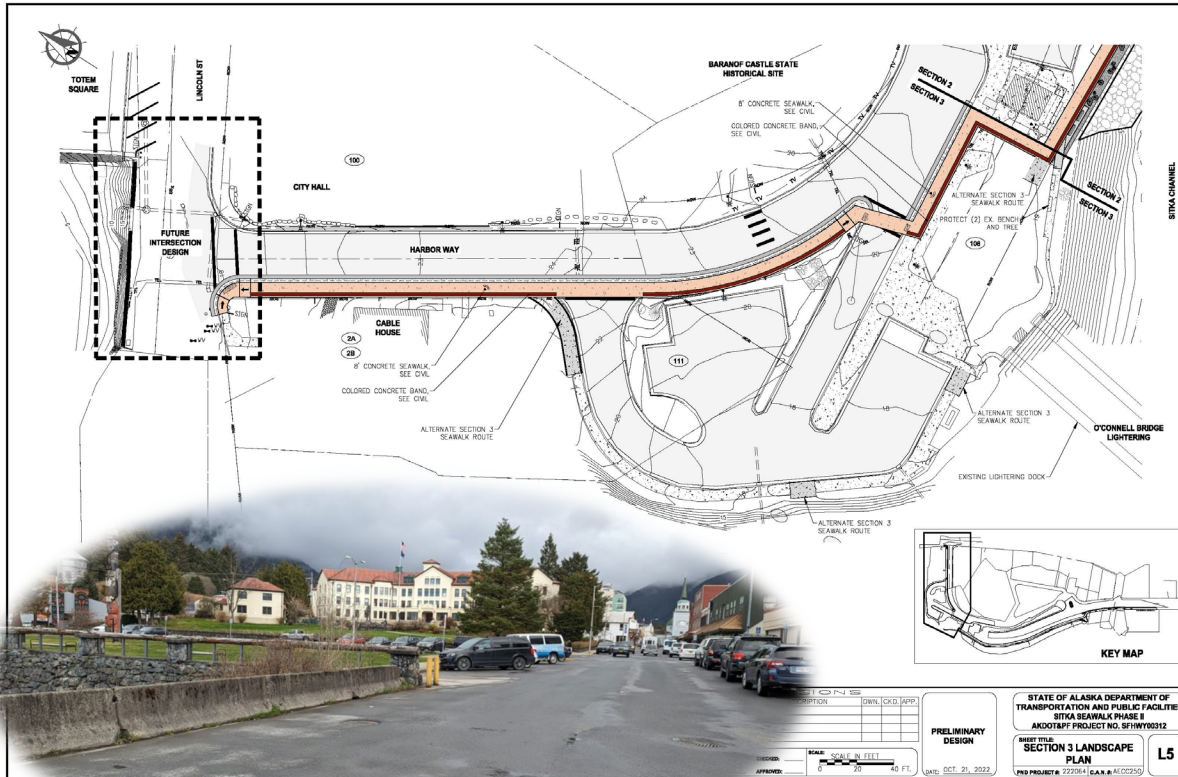 TOTEM
SQUARE
LINCOLN ST
BARANOF CASTLE STATE
HISTORICAL SITE
8' CONCRETE SEAWALK,
SEE CIVIL
COLORED CONCRETE BAND,
SEE CIVIL
SECTION 2
SECTION 3
SITKA CHANNEL
100
CITY HALL
ALTERNATE SECTION 3
SEAWALK ROUTE
PROTECT (2) EX. BENCH
AND TREE
SECTION 2
SECTION 3
108
FUTURE
INTERSECTION
DESIGN
HARBOR WAY
SIGN
CABLE
HOUSE
2A
2B
8' CONCRETE SEAWALK,
SEE CIVIL
COLORED CONCRETE BAND,
SEE CIVIL
ALTERNATE SECTION 3
SEAWALK ROUTE
111
ALTERNATE SECTION 3
SEAWALK ROUTE
O'CONNELL BRIDGE
LIGHTERING
EXISTING LIGHTERING DOCK
ALTERNATE SECTION 3
SEAWALK ROUTE
KEY MAP
DWN. CKD. APP.
APPROVED:
SCALE:
SCALE IN FEET
0 20 40 FT.
PRELIMINARY
DESIGN
DATE: OCT. 21, 2022
STATE OF ALASKA DEPARTMENT OF
TRANSPORTATION AND PUBLIC FACILITIE
SITKA SEAWALK PHASE II
AKDOT&PF PROJECT NO. SFHWY00312
SHEET TITLE:
SECTION 3 LANDSCAPE
PLAN
PND PROJECT #: 222064
C.A.N. #: AECC250
L5